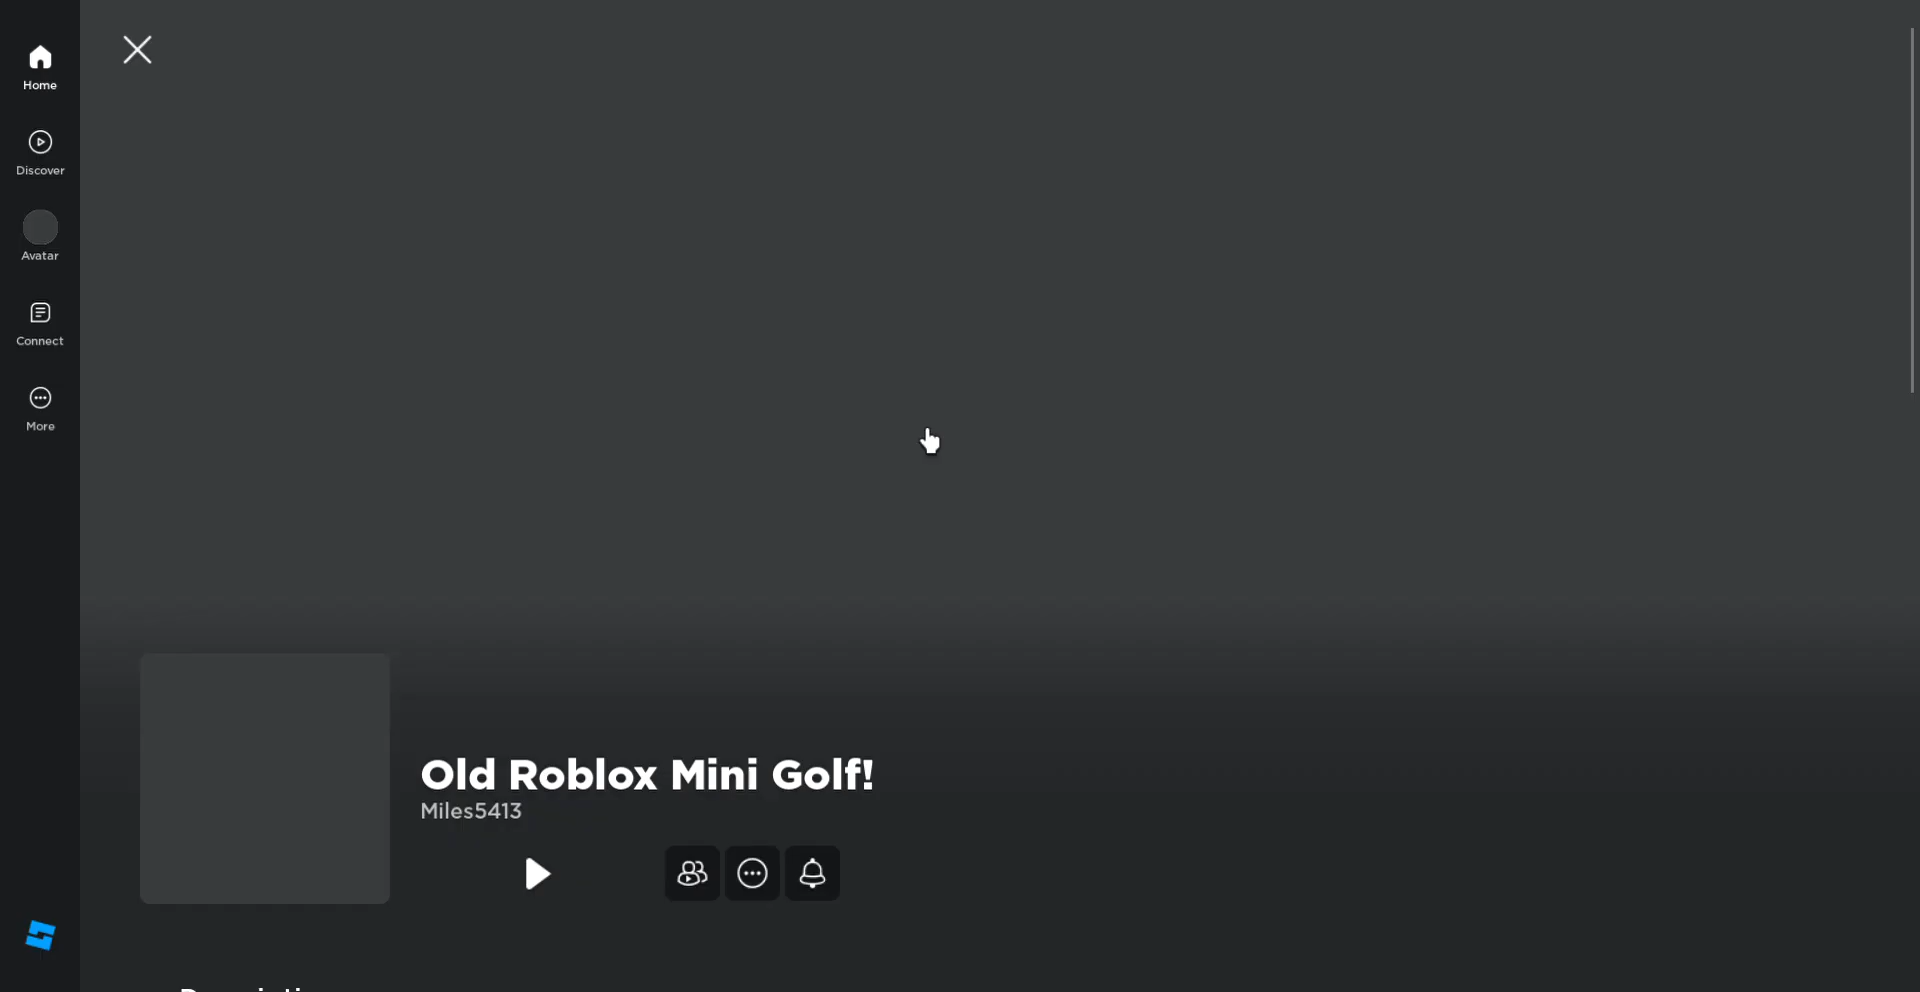 Home
Discover
Avatar
Connect
More
Old Roblox Mini Golf!
Miles5413